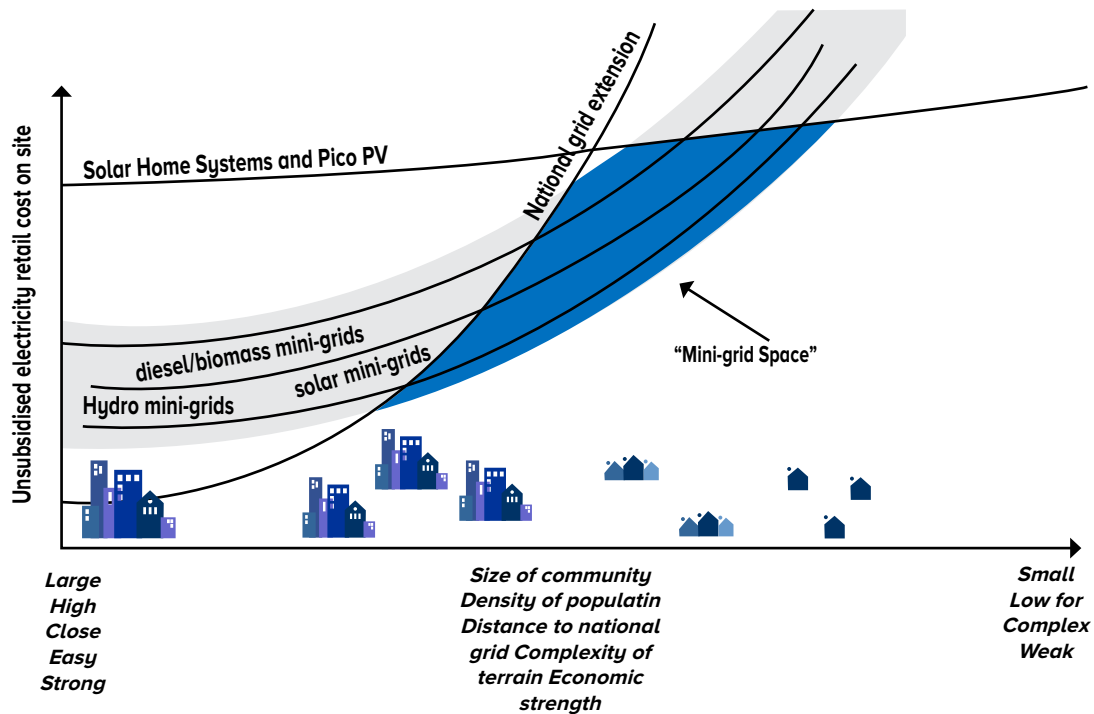 Unsubsidised electricity retail cost on site
Solar Home Systems and Pico PV
National grid extension
diesel/biomass mini-grids
solar mini-grids
Hydro mini-grids
“Mini-grid Space”
Large
High
Close
Easy
Strong
Size of community
Density of populatin
Distance to national
grid Complexity of
terrain Economic
strength
Small
Low for
Complex
Weak